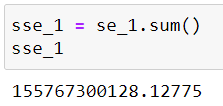 sse_1 = se_1.sum()
sse_1
155767300128.12775